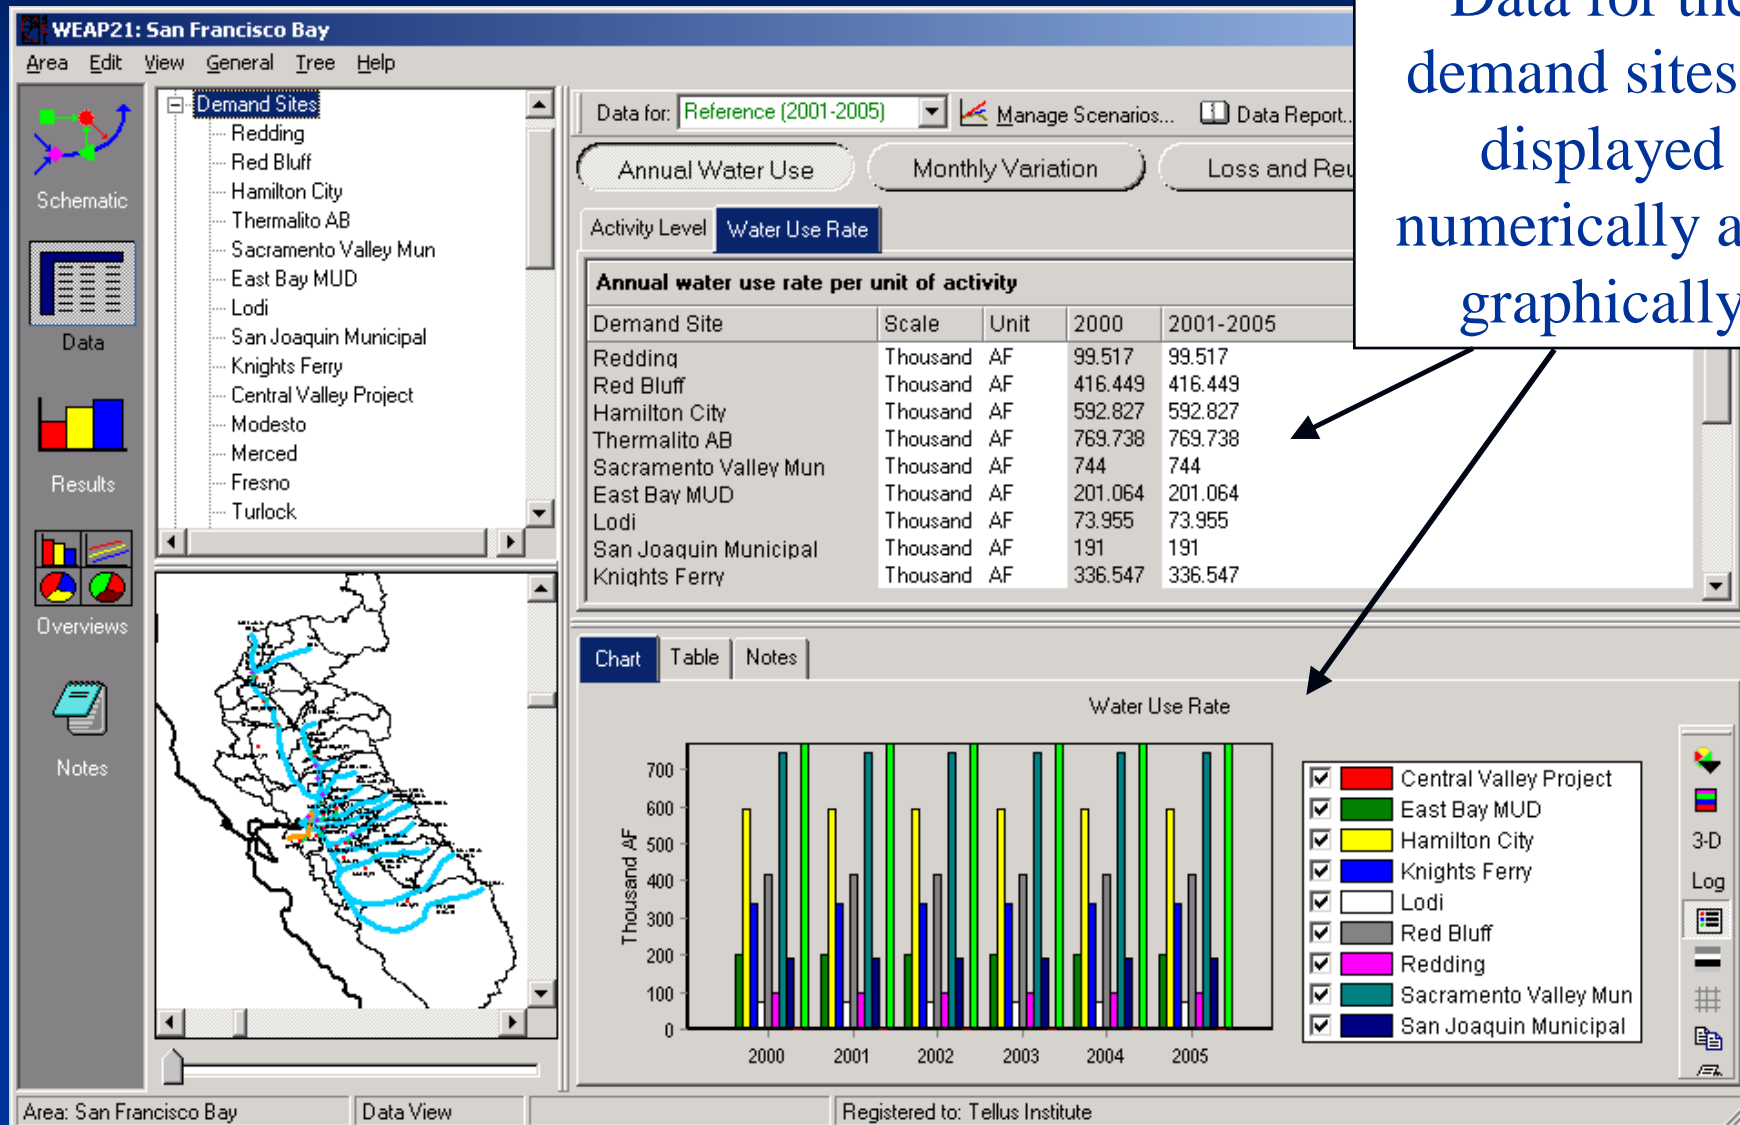 WEAP21: San Francisco Bay
Area Edit View General Tree Help
Data for the
demand sites
displayed
numerically a
graphically
Schematic
Data
Results
Overviews
Notes
Demand Sites
Redding
Red Bluff
Hamilton City
Thermalito AB
Sacramento Valley Mun
East Bay MUD
Lodi
San Joaquin Municipal
Knights Ferry
Central Valley Project
Modesto
Merced
Fresno
Turlock
Data for: Reference (2001-2005) Manage Scenarios... Data Report..
Annual Water Use Monthly Variation Loss and Reu
Activity Level Water Use Rate
Annual water use rate per unit of activity
Demand Site Scale Unit 2000 2001-2005
Redding Thousand AF 99.517 99.517
Red Bluff Thousand AF 416.449 416.449
Hamilton City Thousand AF 592.827 592.827
Thermalito AB Thousand AF 769.738 769.738
Sacramento Valley Mun Thousand AF 744 744
East Bay MUD Thousand AF 201.064 201.064
Lodi Thousand AF 73.955 73.955
San Joaquin Municipal Thousand AF 191 191
Knights Ferry Thousand AF 336.547 336.547
Chart Table Notes
Water Use Rate
Thousand AF
700
600
500
400
300
200
100
0
2000 2001 2002 2003 2004 2005
Central Valley Project
East Bay MUD
Hamilton City
Knights Ferry
Lodi
Red Bluff
Redding
Sacramento Valley Mun
San Joaquin Municipal
3-D
Log
Area: San Francisco Bay Data View Registered to: Tellus Institute